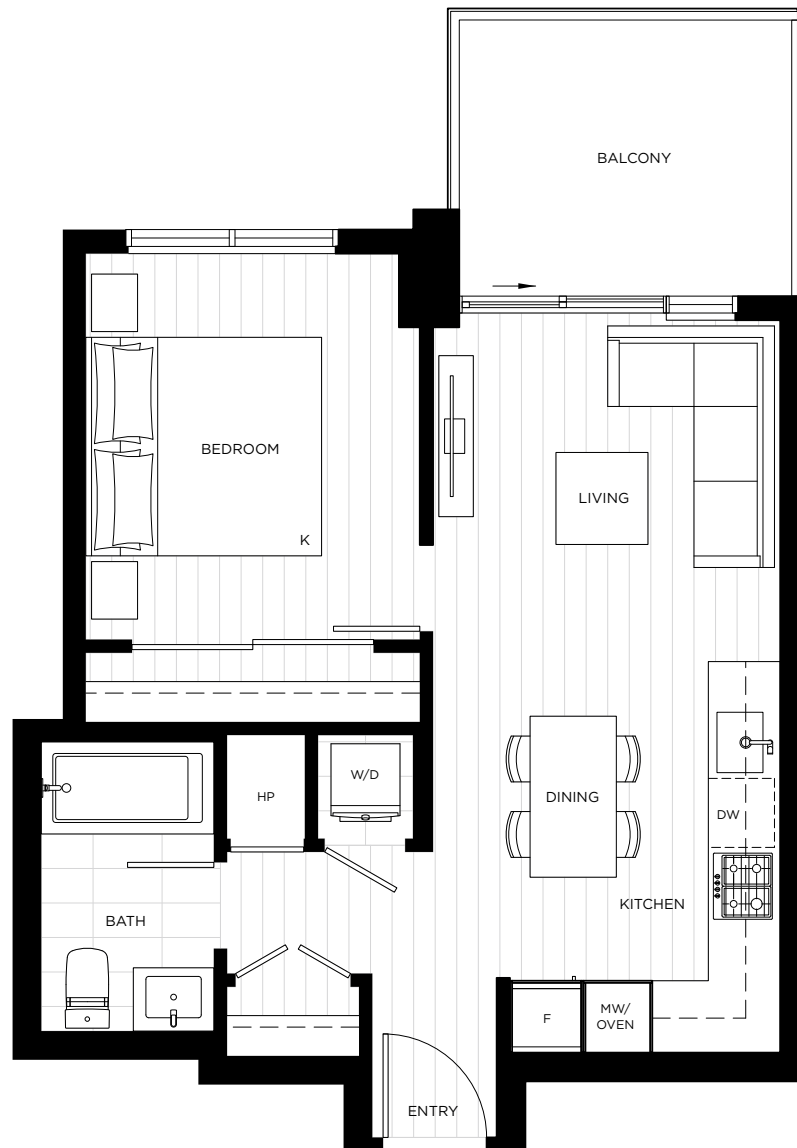 BALCONY
BEDROOM
K
LIVING
W/D
HP
DINING
DW
KITCHEN
BATH
F
MW/
OVEN
ENTRY